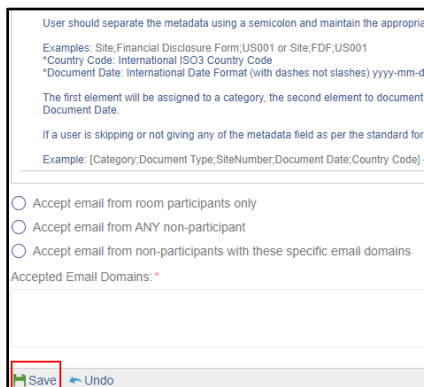 User should separate the metadata using a semicolon and maintain the appropria
Examples: Site;Financial Disclosure Form;US001 or Site;FDF;US001
*Country Code: International ISO3 Country Code
*Document Date: International Date Format (with dashes not slashes) yyyy-mm-d
The first element will be assigned to a category, the second element to document
Document Date.
If a user is skipping or not giving any of the metadata field as per the standard for
Example: [Category;Document Type;SiteNumber;Document Date;Country Code] -
Accept email from room participants only
Accept email from ANY non-participant
Accept email from non-participants with these specific email domains
Accepted Email Domains: *
Save Undo